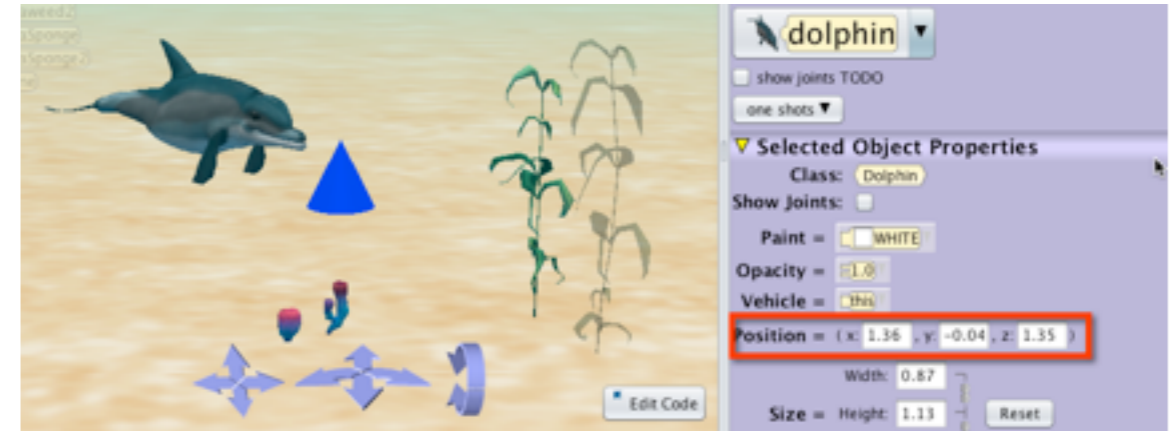 dolphin
show joints TODO
one shots
Selected Object Properties
Class: Dolphin
Show Joints:
Paint = WHITE
Opacity = 1.0
Vehicle = this
Position = ( x: 1.36 , y: -0.04 , z: 1.35 )
Width: 0.87
Size = Height: 1.13 Reset
Edit Code